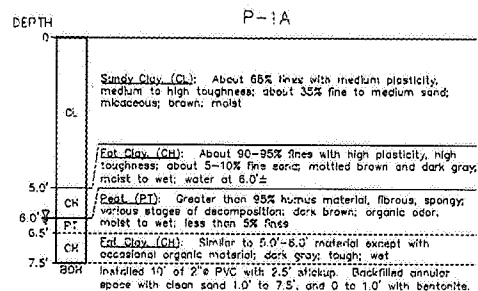 P-1A
DEPTH
0
CL
Sandy Clay, (CL): About 65% fines with medium plasticity,
medium to high toughness; about 35% fine to medium sand;
micaceous; brown; moist
Fat Clay, (CH): About 90-95% fines with high plasticity, high
toughness; about 5-10% fine sand; mottled brown and dark gray;
moist to wet; water at 6.0'±
5.0'
CH
Peat, (PT): Greater than 95% humus material, fibrous, spongy;
various stages of decomposition; dark brown; organic odor;
moist to wet; less than 5% fines
6.0'
PT
6.5'
Fat Clay, (CH): Similar to 5.0'-6.0' material except with
occasional organic material; dark gray; tough; wet
CH
7.5'
BOH
Installed 10' of 2"ø PVC with 2.5' stickup. Backfilled annular
space with clean sand 1.0' to 7.5', and 0 to 1.0' with bentonite.